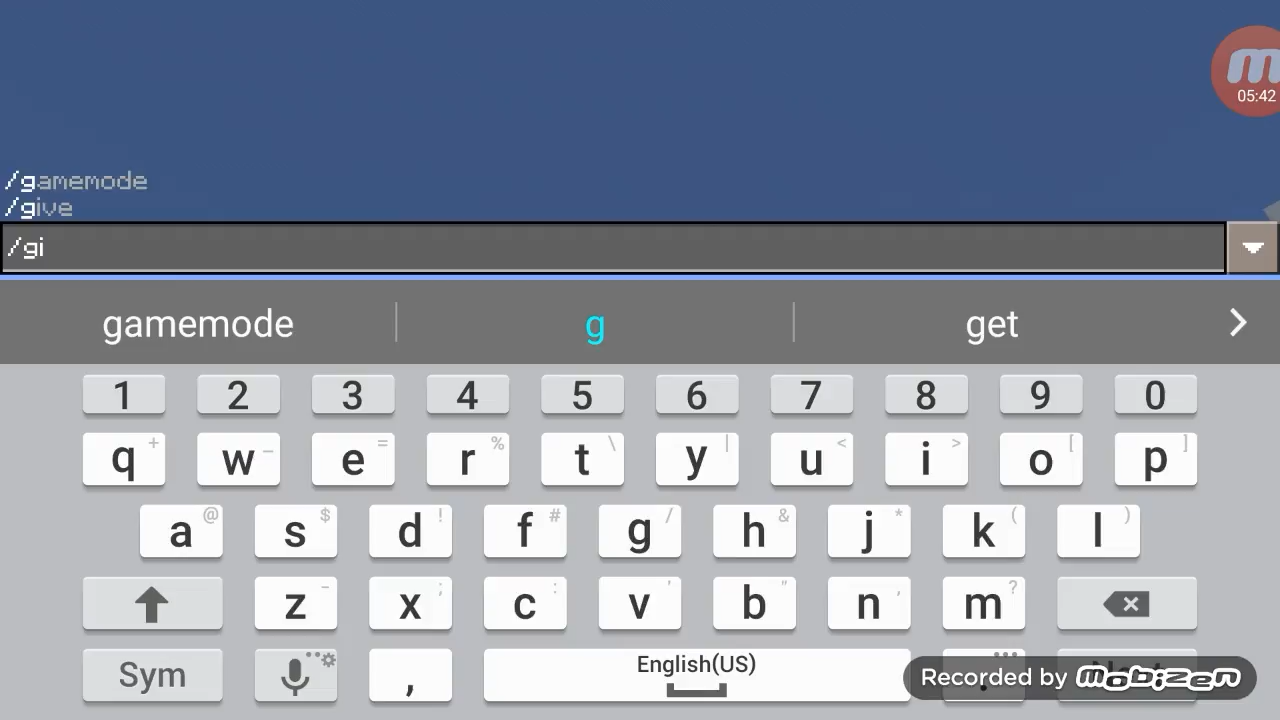 05:42
/gamemode
/give
/gi
gamemode g get
1 2 3 4 5 6 7 8 9 0
q + w _ e = r % t \ y | u < i > o [ p ]
a @ s $ d ! f # g / h & j * k ( l )
z - x ; c : v ' b " n , m ?
Sym , English(US)
Recorded by mobizen